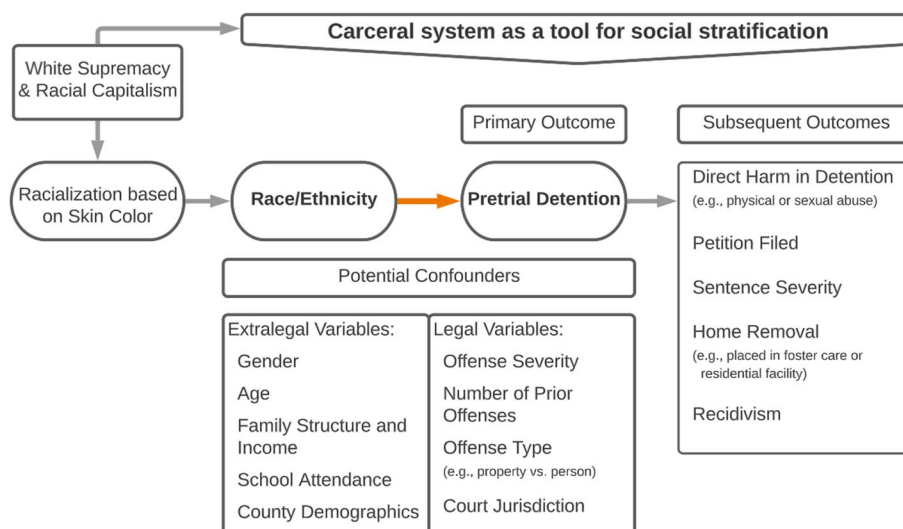 Carceral system as a tool for social stratification
White Supremacy
& Racial Capitalism
Primary Outcome
Subsequent Outcomes
Racialization based
on Skin Color
Race/Ethnicity
Pretrial Detention
Direct Harm in Detention
(e.g., physical or sexual abuse)
Petition Filed
Sentence Severity
Home Removal
(e.g., placed in foster care or
residential facility)
Recidivism
Potential Confounders
Extralegal Variables:
Gender
Age
Family Structure and
Income
School Attendance
County Demographics
Legal Variables:
Offense Severity
Number of Prior
Offenses
Offense Type
(e.g., property vs. person)
Court Jurisdiction